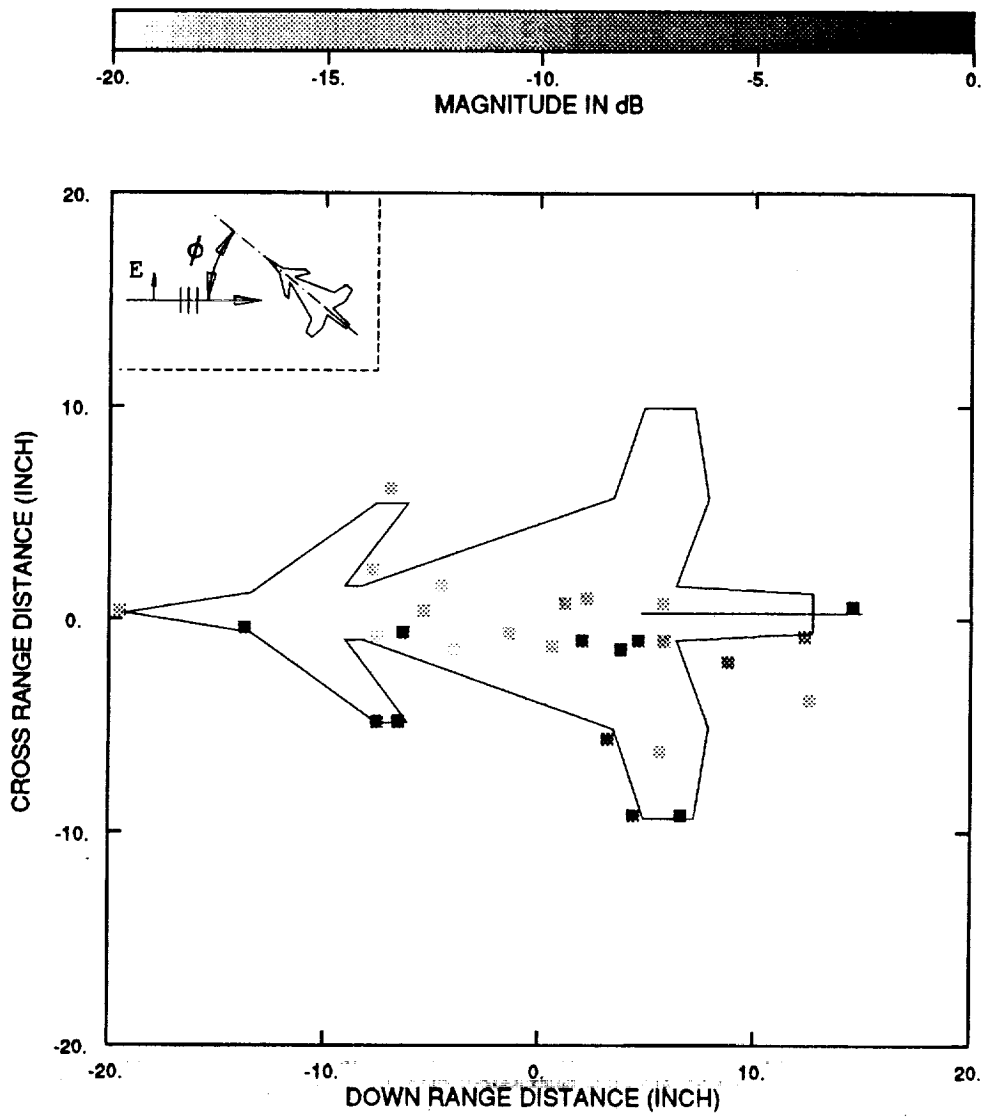 -20. -15. -10. -5. 0.
MAGNITUDE IN dB
20.
ϕ
E
10.
CROSS RANGE DISTANCE (INCH)
0.
-10.
-20.
-20. -10. 0. 10. 20.
DOWN RANGE DISTANCE (INCH)